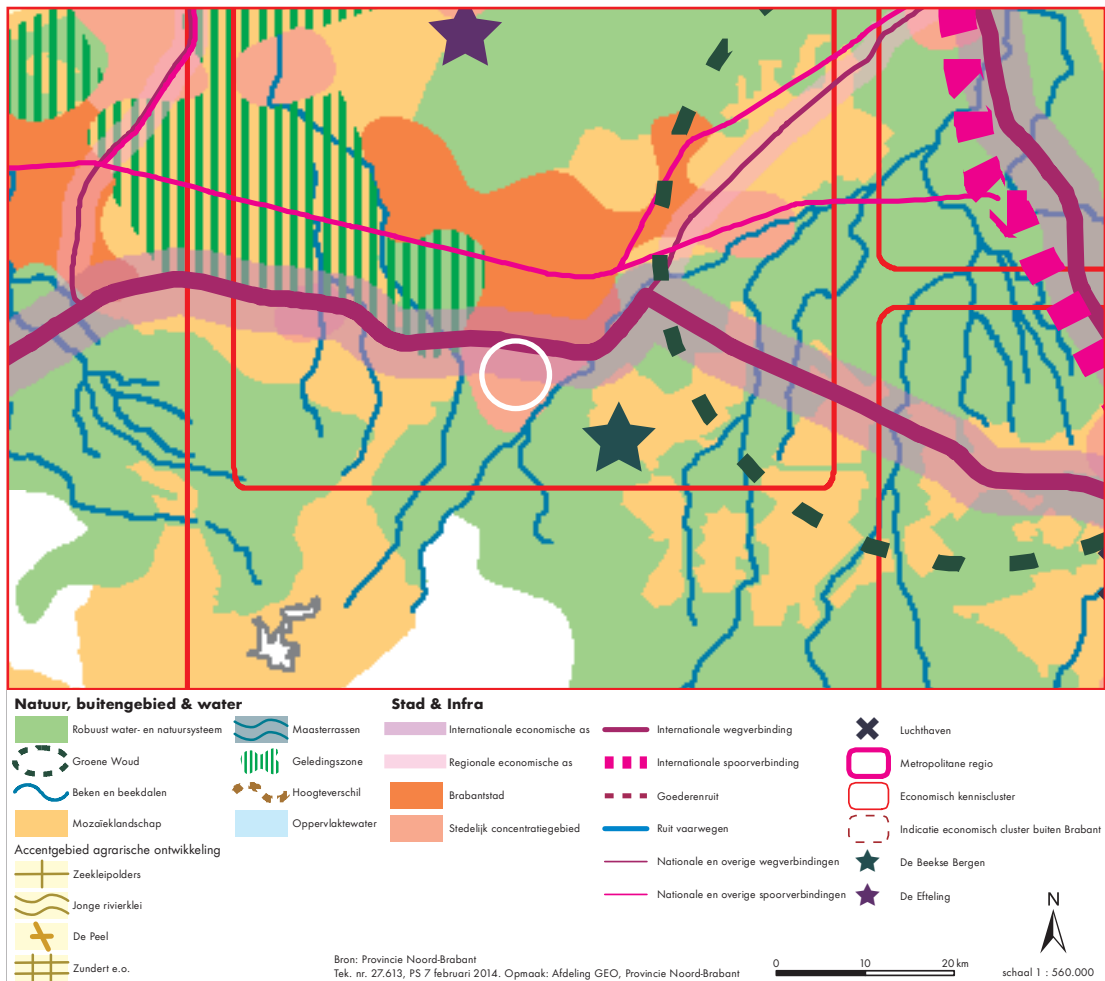 Natuur, buitengebied & water
Robuust water- en natuursysteem
Groene Woud
Beken en beekdalen
Mozaïeklandschap
Maasterrassen
Geledingszone
Hoogteverschil
Oppervlaktewater
Accentgebied agrarische ontwikkeling
Zeekleipolders
Jonge rivierklei
De Peel
Zundert e.o.
Stad & Infra
Internationale economische as
Regionale economische as
Brabantstad
Stedelijk concentratiegebied
Internationale wegverbinding
Internationale spoorverbinding
Goederenruit
Ruit vaarwegen
Nationale en overige wegverbindingen
Nationale en overige spoorverbindingen
Luchthaven
Metropolitane regio
Economisch kenniscluster
Indicatie economisch cluster buiten Brabant
De Beekse Bergen
De Efteling
Bron: Provincie Noord-Brabant
Tek. nr. 27.613, PS 7 februari 2014. Opmaak: Afdeling GEO, Provincie Noord-Brabant
0 10 20 km
N
schaal 1 : 560.000